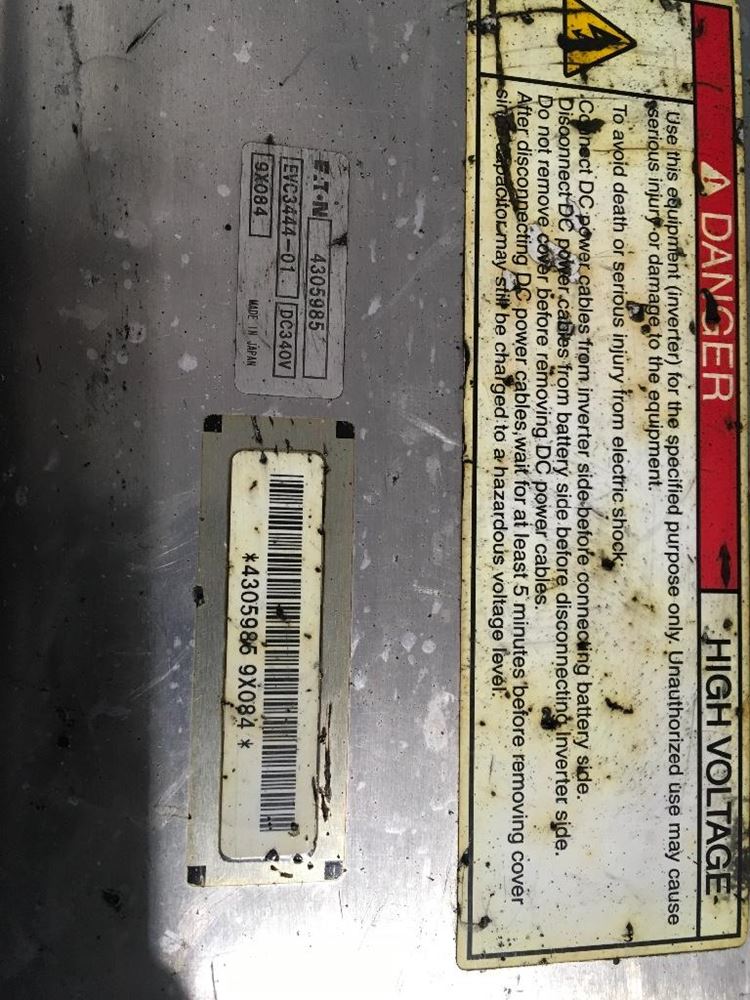 DANGER
HIGH VOLTAGE
Use this equipment (inverter) for the specified purpose only. Unauthorized use may cause
serious injury or damage to the equipment.
To avoid death or serious injury from electric shock:
Connect DC power cables from inverter side before connecting battery side.
Disconnect DC power cables from battery side before disconnecting Inverter side.
Do not remove cover before removing DC power cables.
After disconnecting DC power cables,wait for at least 5 minutes before removing cover
since capacitor may still be charged to a hazardous voltage level.
E·T·N 4305985
EVC3444-01 DC340V
9X084 MADE IN JAPAN
*4305985 9X084 *